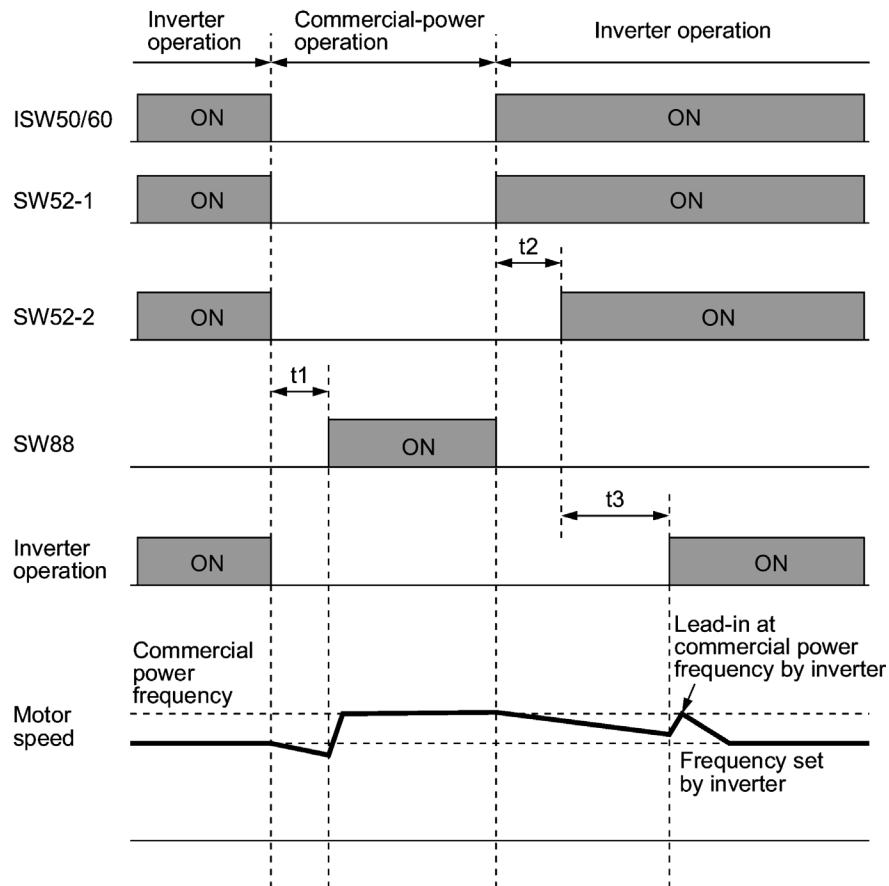 Inverter
operation
Commercial-power
operation
Inverter operation
ISW50/60
ON
ON
SW52-1
ON
ON
t2
SW52-2
ON
ON
t1
SW88
ON
t3
Inverter
operation
ON
ON
Commercial
power
frequency
Lead-in at
commercial power
frequency by inverter
Motor
speed
Frequency set
by inverter